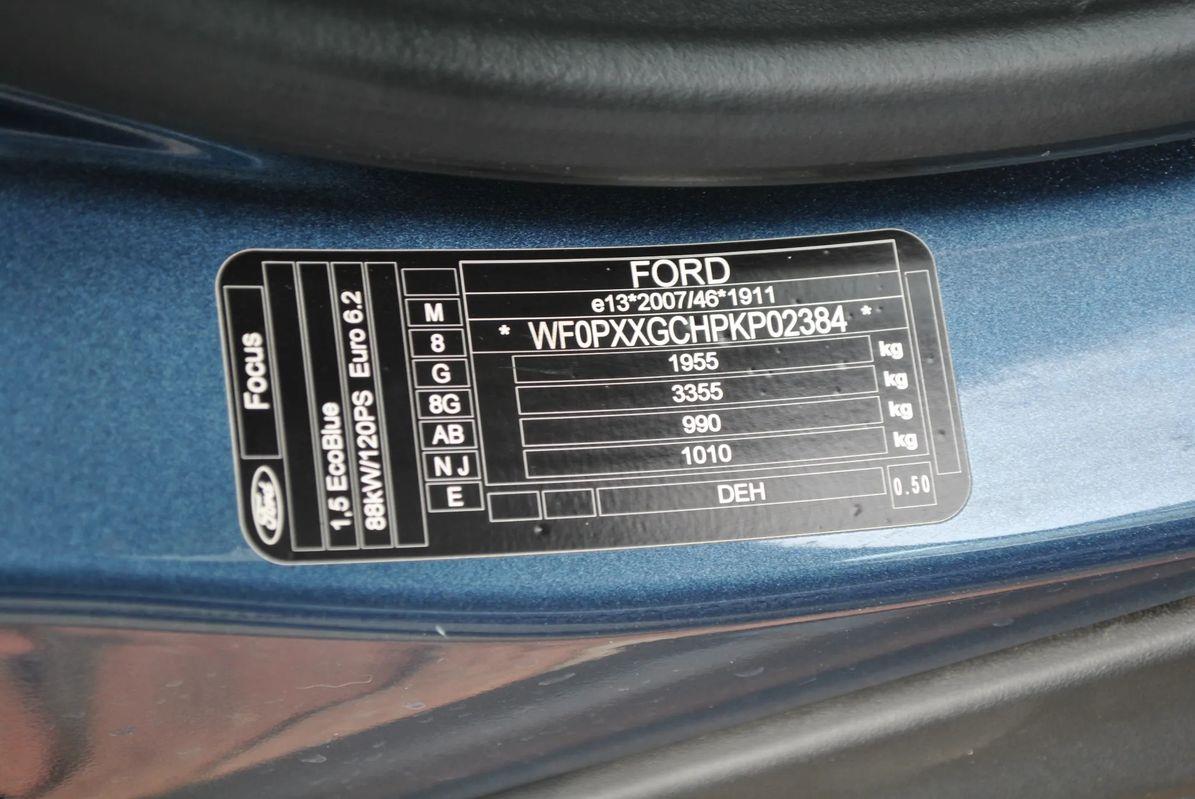 FORD
e13*2007/46*1911
* WF0PXXGCHPKP02384 *
1955 kg
3355 kg
990 kg
1010 kg
DEH
0.50
M
8
G
8G
AB
N J
E
Focus
Ford
1,5 EcoBlue
88kW/120PS Euro 6.2